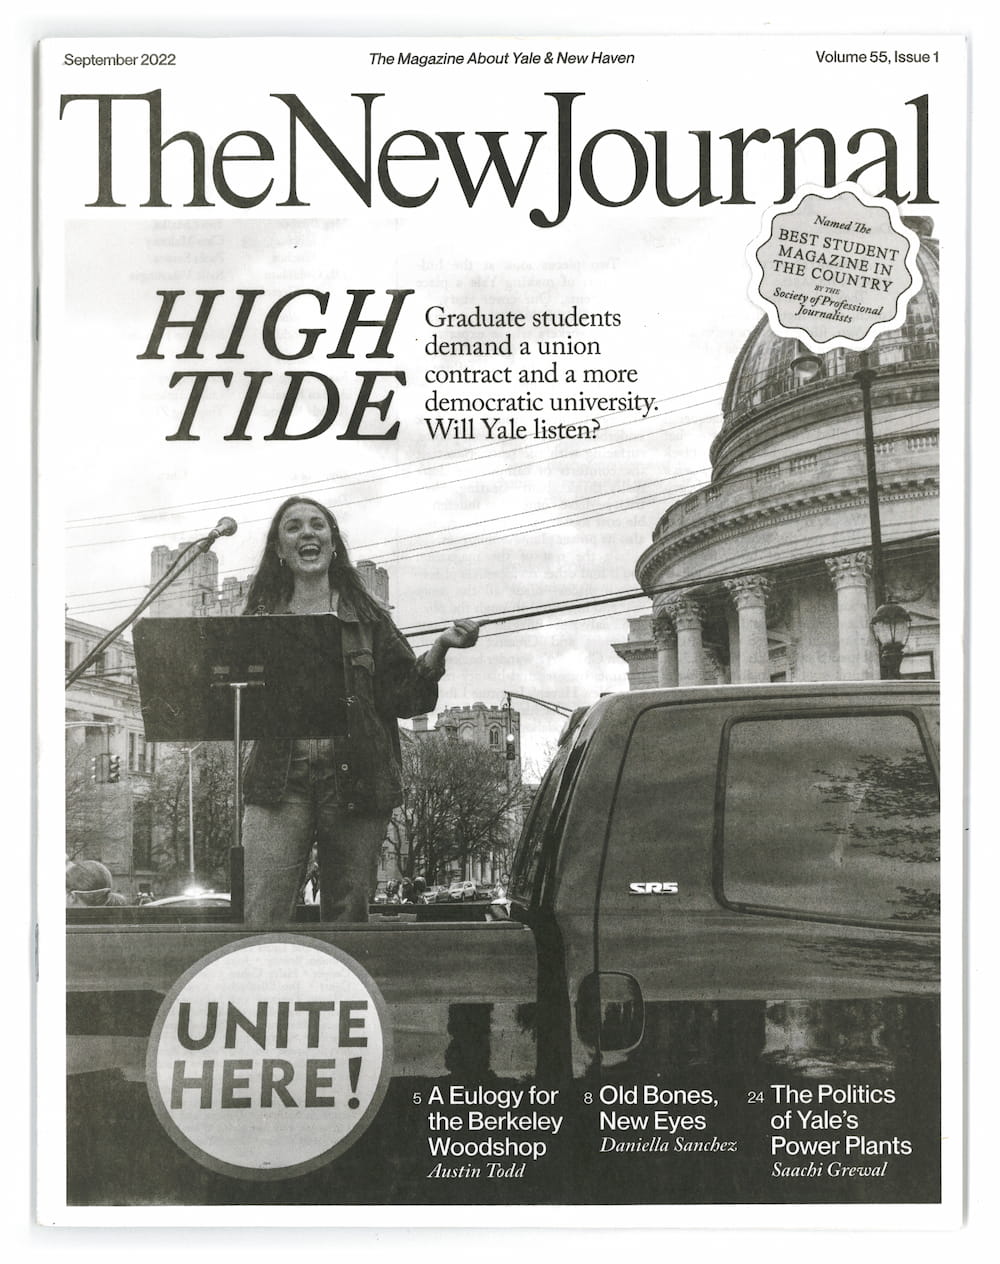 September 2022
The Magazine About Yale & New Haven
Volume 55, Issue 1
The New Journal
Named The
BEST STUDENT
MAGAZINE IN
THE COUNTRY
BY THE
Society of Professional
Journalists
HIGH
TIDE
Graduate students
demand a union
contract and a more
democratic university.
Will Yale listen?
SR5
UNITE
HERE!
5 A Eulogy for
the Berkeley
Woodshop
Austin Todd
8 Old Bones,
New Eyes
Daniella Sanchez
24 The Politics
of Yale's
Power Plants
Saachi Grewal